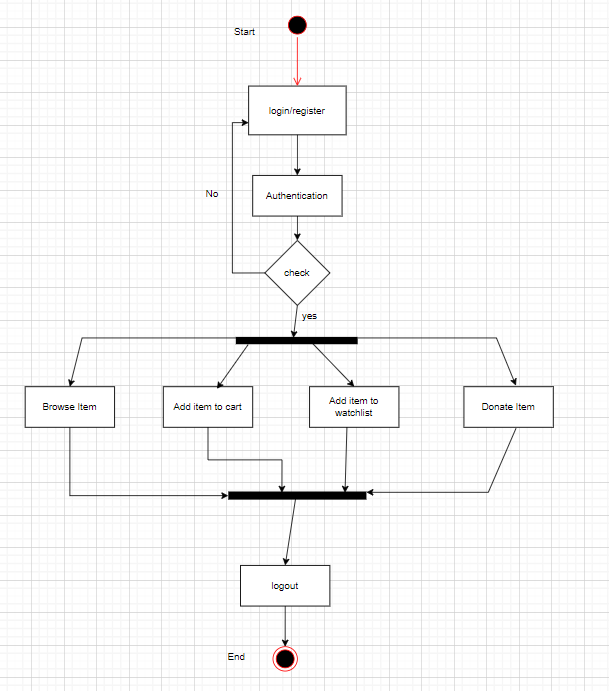 Start
login/register
No
Authentication
check
yes
Browse Item
Add item to cart
Add item to
watchlist
Donate Item
logout
End